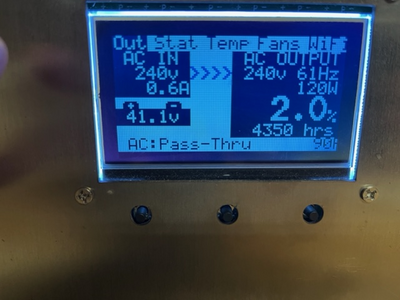 Out Stat Temp Fans WiFi
AC IN
240v
0.6A
41.1v
>>>>>
AC OUTPUT
240v 61Hz
120W
2.0%
4350 hrs
AC:Pass-Thru